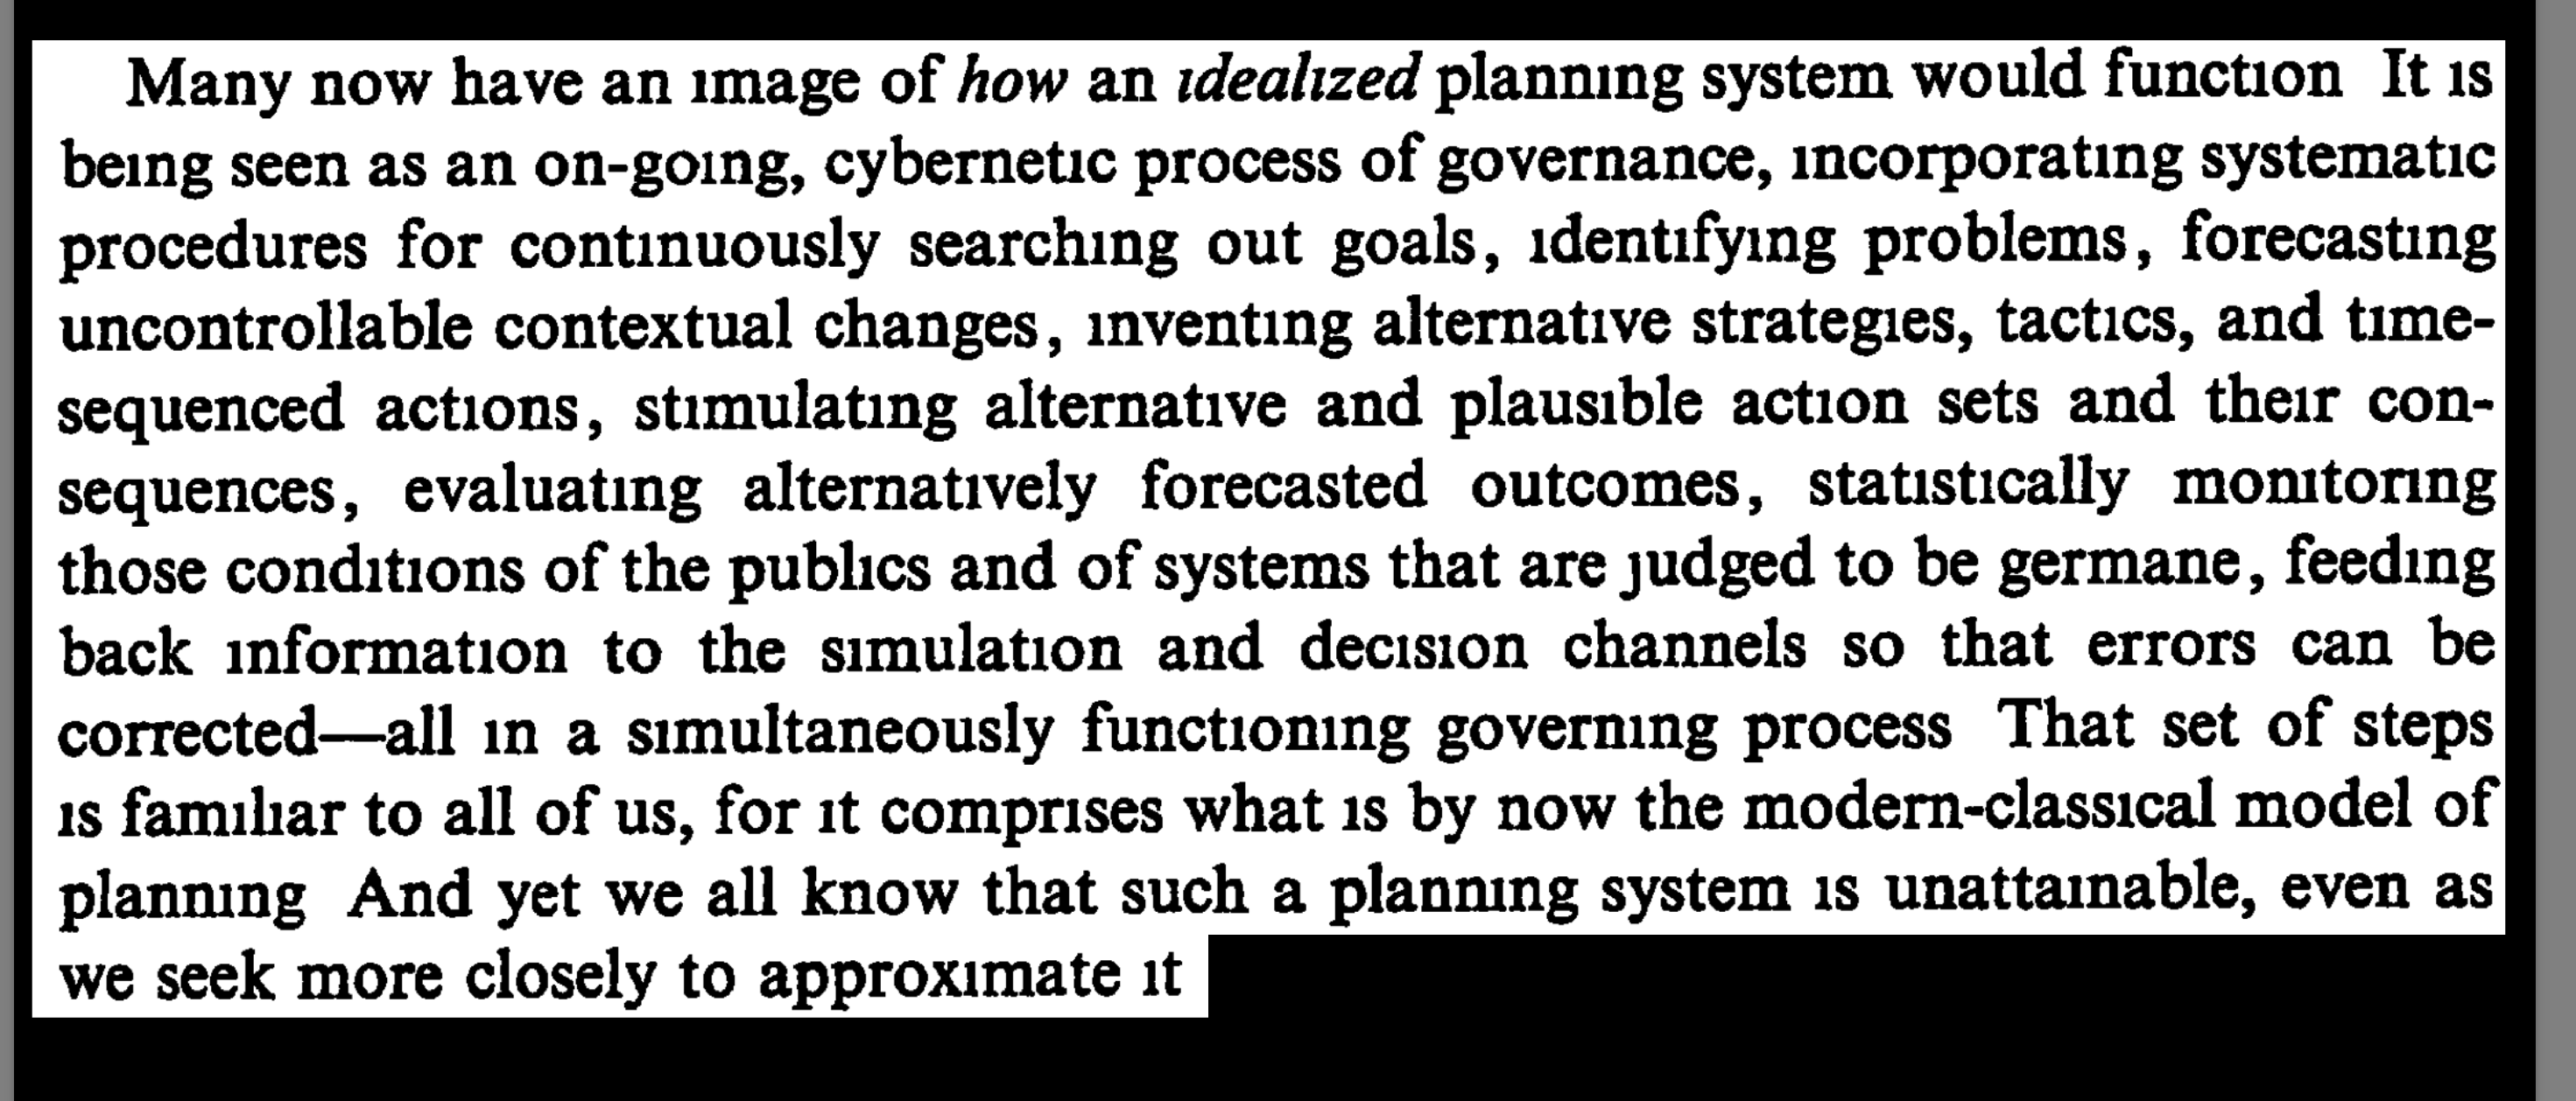 Many now have an image of how an idealized planning system would function It is
being seen as an on-going, cybernetic process of governance, incorporating systematic
procedures for continuously searching out goals, identifying problems, forecasting
uncontrollable contextual changes, inventing alternative strategies, tactics, and time-
sequenced actions, stimulating alternative and plausible action sets and their con-
sequences, evaluating alternatively forecasted outcomes, statistically monitoring
those conditions of the publics and of systems that are judged to be germane, feeding
back information to the simulation and decision channels so that errors can be
corrected—all in a simultaneously functioning governing process That set of steps
is familiar to all of us, for it comprises what is by now the modern-classical model of
planning And yet we all know that such a planning system is unattainable, even as
we seek more closely to approximate it